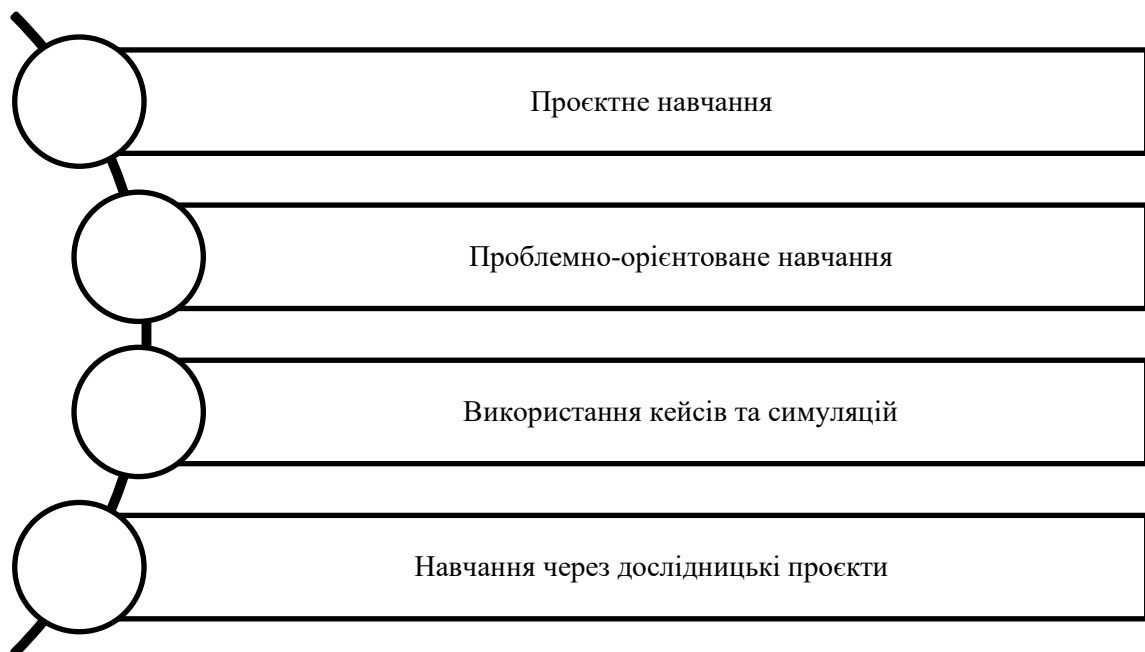 Проєктне навчання
Проблемно-орієнтоване навчання
Використання кейсів та симуляцій
Навчання через дослідницькі проєкти